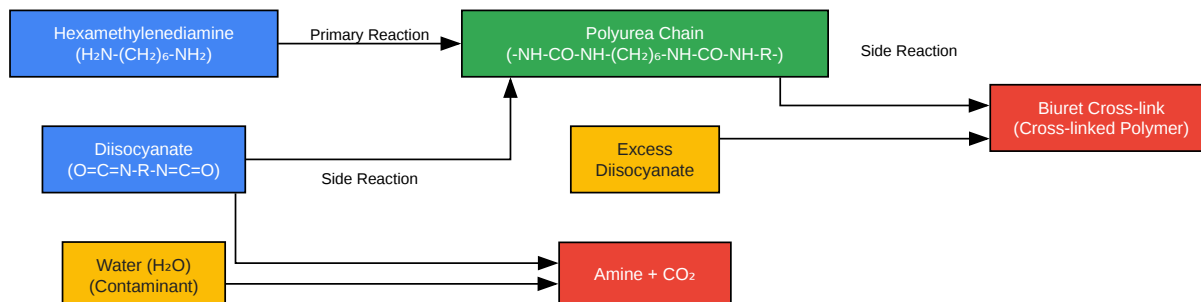 Hexamethylenediamine
(H₂N-(CH₂)₆-NH₂)
Primary Reaction
Polyurea Chain
(-NH-CO-NH-(CH₂)₆-NH-CO-NH-R-)
Side Reaction
Biuret Cross-link
(Cross-linked Polymer)
Diisocyanate
(O=C=N-R-N=C=O)
Side Reaction
Excess
Diisocyanate
Water (H₂O)
(Contaminant)
Amine + CO₂